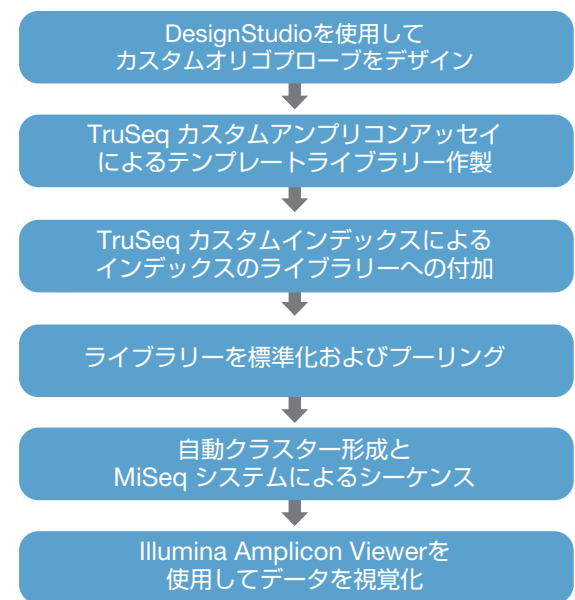 DesignStudioを使用して
カスタムオリゴプローブをデザイン
TruSeq カスタムアンプリコンアッセイ
によるテンプレートライブラリー作製
TruSeq カスタムインデックスによる
インデックスのライブラリーへの付加
ライブラリーを標準化およびプーリング
自動クラスター形成と
MiSeq システムによるシーケンス
Illumina Amplicon Viewerを
使用してデータを視覚化